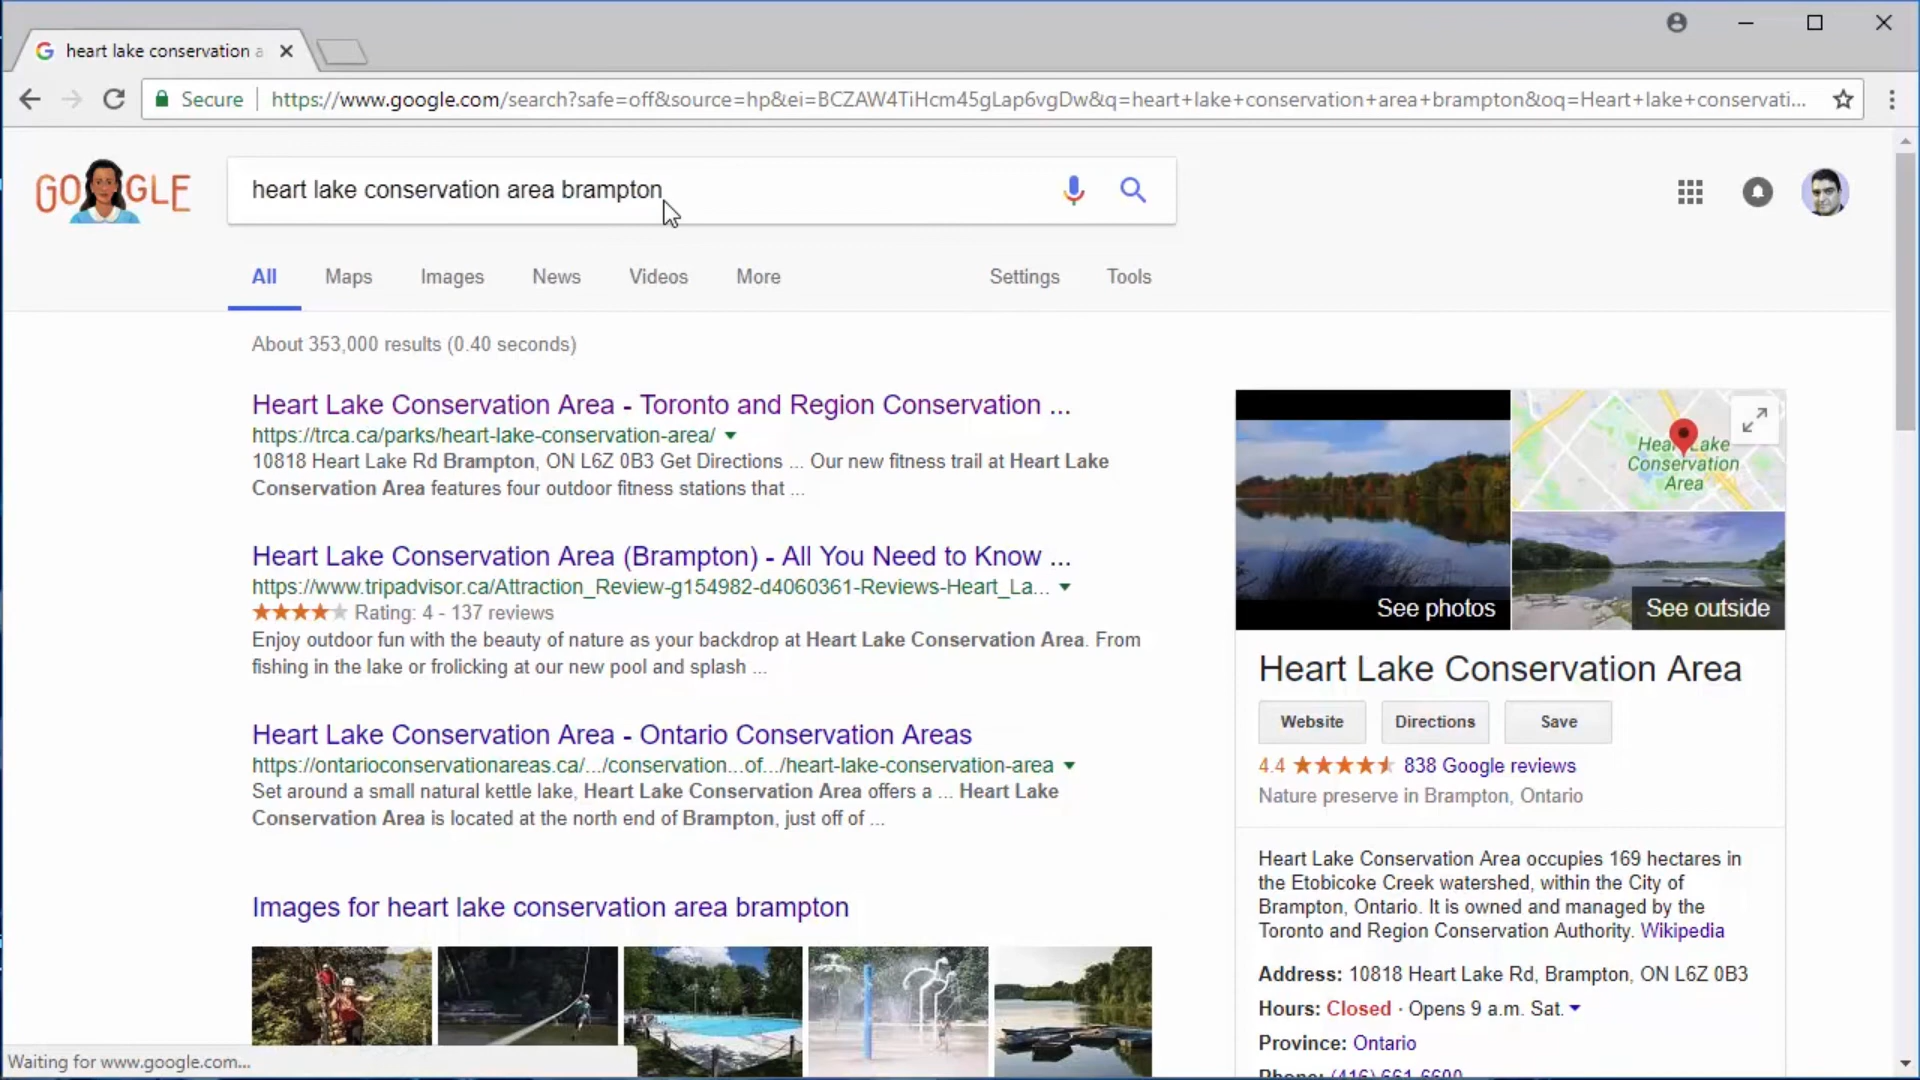 heart lake conservation a
Secure
https://www.google.com/search?safe=off&source=hp&ei=BCZAW4TiHcm45gLap6vgDw&q=heart+lake+conservation+area+brampton&oq=Heart+lake+conservati...
GOOGLE
heart lake conservation area brampton
All Maps Images News Videos More Settings Tools
About 353,000 results (0.40 seconds)
Heart Lake Conservation Area - Toronto and Region Conservation ...
https://trca.ca/parks/heart-lake-conservation-area/
10818 Heart Lake Rd Brampton, ON L6Z 0B3 Get Directions ... Our new fitness trail at Heart Lake
Conservation Area features four outdoor fitness stations that ...
Heart Lake Conservation Area (Brampton) - All You Need to Know ...
https://www.tripadvisor.ca/Attraction_Review-g154982-d4060361-Reviews-Heart_La...
Rating: 4 - 137 reviews
Enjoy outdoor fun with the beauty of nature as your backdrop at Heart Lake Conservation Area. From
fishing in the lake or frolicking at our new pool and splash ...
Heart Lake Conservation Area - Ontario Conservation Areas
https://ontarioconservationareas.ca/.../conservation...of.../heart-lake-conservation-area
Set around a small natural kettle lake, Heart Lake Conservation Area offers a ... Heart Lake
Conservation Area is located at the north end of Brampton, just off of ...
Images for heart lake conservation area brampton
Heart Lake
Conservation
Area
See photos
See outside
Heart Lake Conservation Area
Website Directions Save
4.4 838 Google reviews
Nature preserve in Brampton, Ontario
Heart Lake Conservation Area occupies 169 hectares in
the Etobicoke Creek watershed, within the City of
Brampton, Ontario. It is owned and managed by the
Toronto and Region Conservation Authority. Wikipedia
Address: 10818 Heart Lake Rd, Brampton, ON L6Z 0B3
Hours: Closed · Opens 9 a.m. Sat.
Province: Ontario
Phone: (416) 661-6600
Waiting for www.google.com...